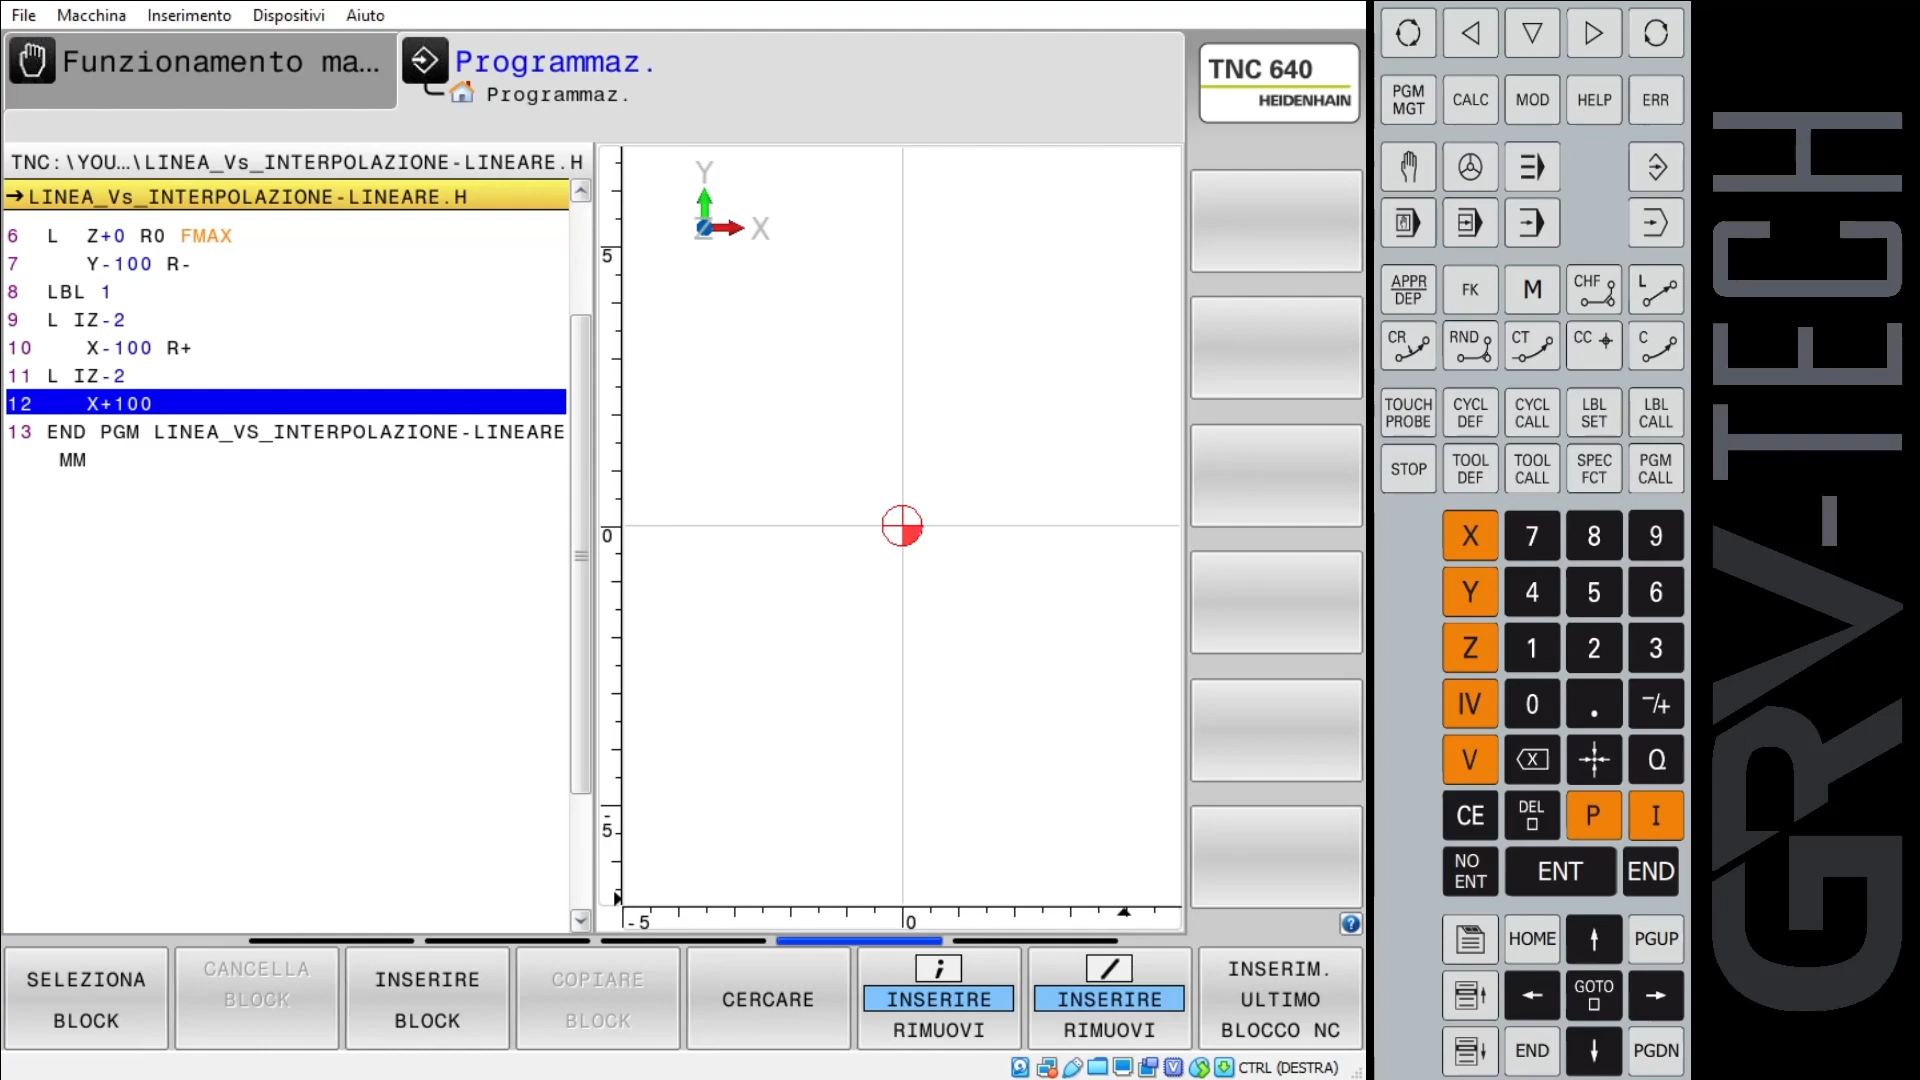 File Macchina Inserimento Dispositivi Aiuto
Funzionamento ma...
Programmaz.
Programmaz.
TNC 640
HEIDENHAIN
TNC:\YOU...\LINEA_Vs_INTERPOLAZIONE-LINEARE.H
→LINEA_Vs_INTERPOLAZIONE-LINEARE.H
6 L Z+0 R0 FMAX
7 Y-100 R-
8 LBL 1
9 L IZ-2
10 X-100 R+
11 L IZ-2
12 X+100
13 END PGM LINEA_VS_INTERPOLAZIONE-LINEARE
MM
Y
Z X
5
0
-5
-5 0
SELEZIONA BLOCK
CANCELLA BLOCK
INSERIRE BLOCK
COPIARE BLOCK
CERCARE
; INSERIRE RIMUOVI
/ INSERIRE RIMUOVI
INSERIM. ULTIMO BLOCCO NC
CTRL (DESTRA)
PGM MGT CALC MOD HELP ERR
APPR DEP FK M CHF L
CR RND CT CC C
TOUCH PROBE CYCL DEF CYCL CALL LBL SET LBL CALL
STOP TOOL DEF TOOL CALL SPEC FCT PGM CALL
X 7 8 9
Y 4 5 6
Z 1 2 3
IV 0 . -/+
V X Q
CE DEL P I
NO ENT ENT END
HOME ↑ PGUP
← GOTO →
END ↓ PGDN
GRV-TECH